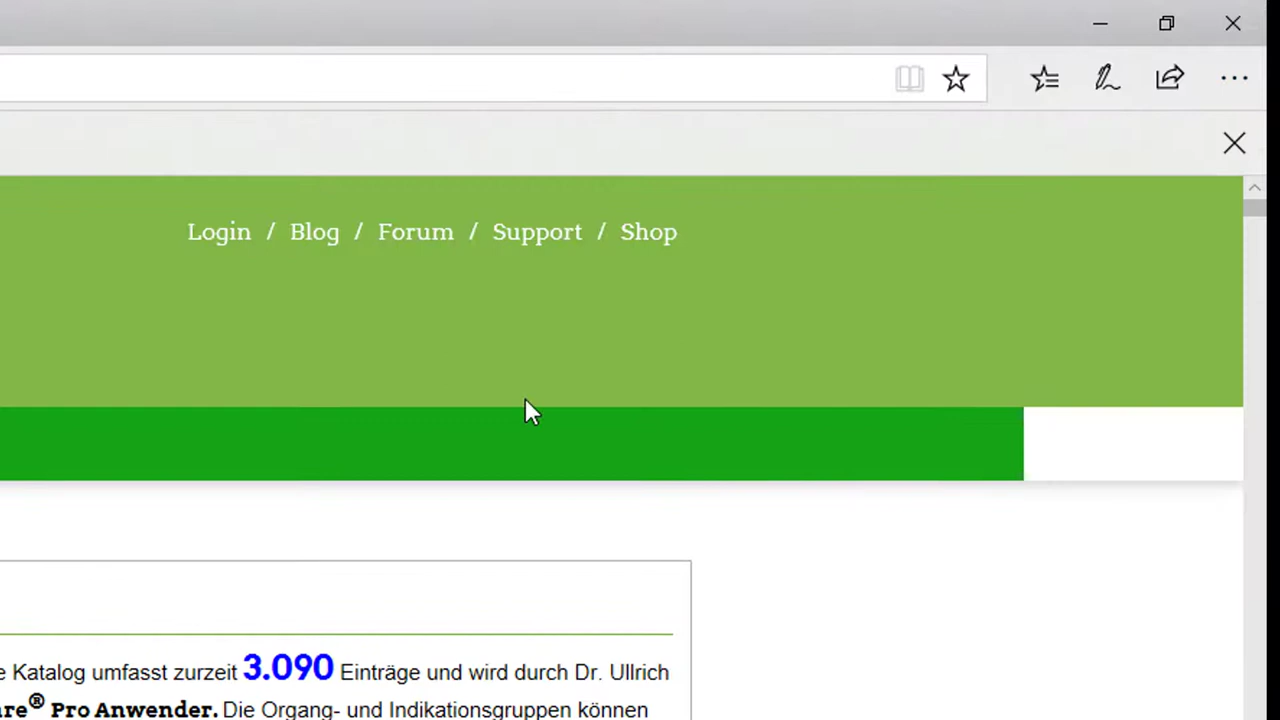 Login / Blog / Forum / Support / Shop
Katalog umfasst zurzeit 3.090 Einträge und wird durch Dr. Ullrich
® Pro Anwender. Die Organg- und Indikationsgruppen können